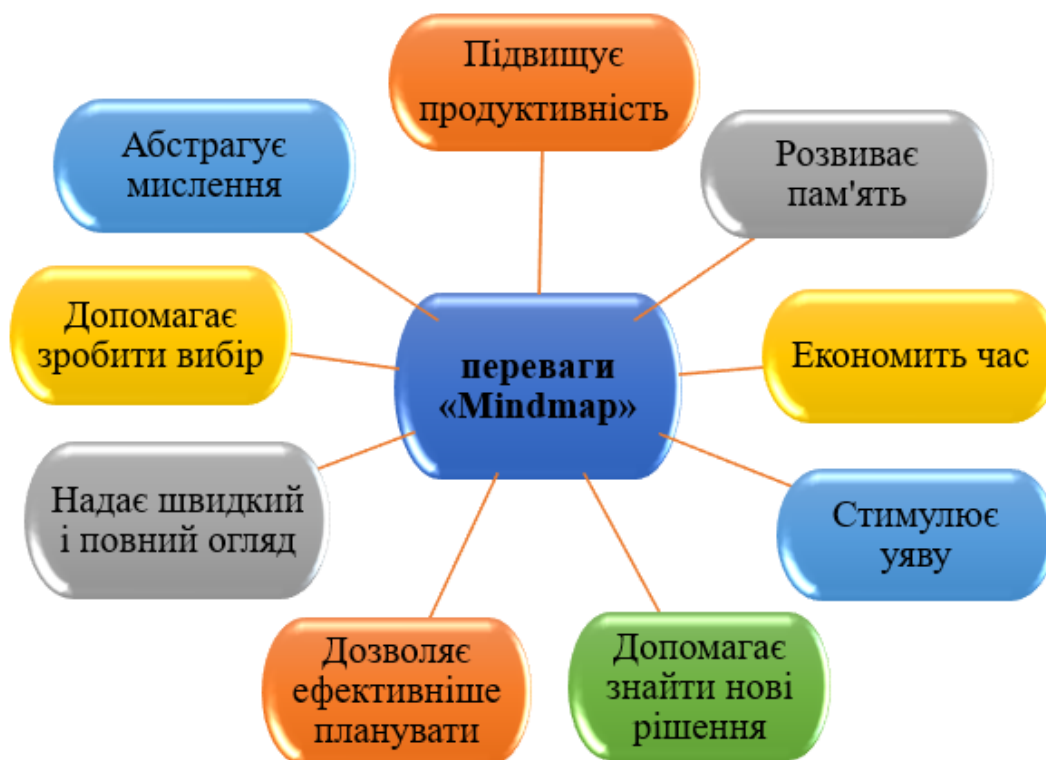 Підвищує
продуктивність
Абстрагує
мислення
Розвиває
пам'ять
Допомагає
зробити вибір
переваги
«Mindmap»
Економить час
Надає швидкий
і повний огляд
Стимулює
уяву
Дозволяє
ефективніше
планувати
Допомагає
знайти нові
рішення